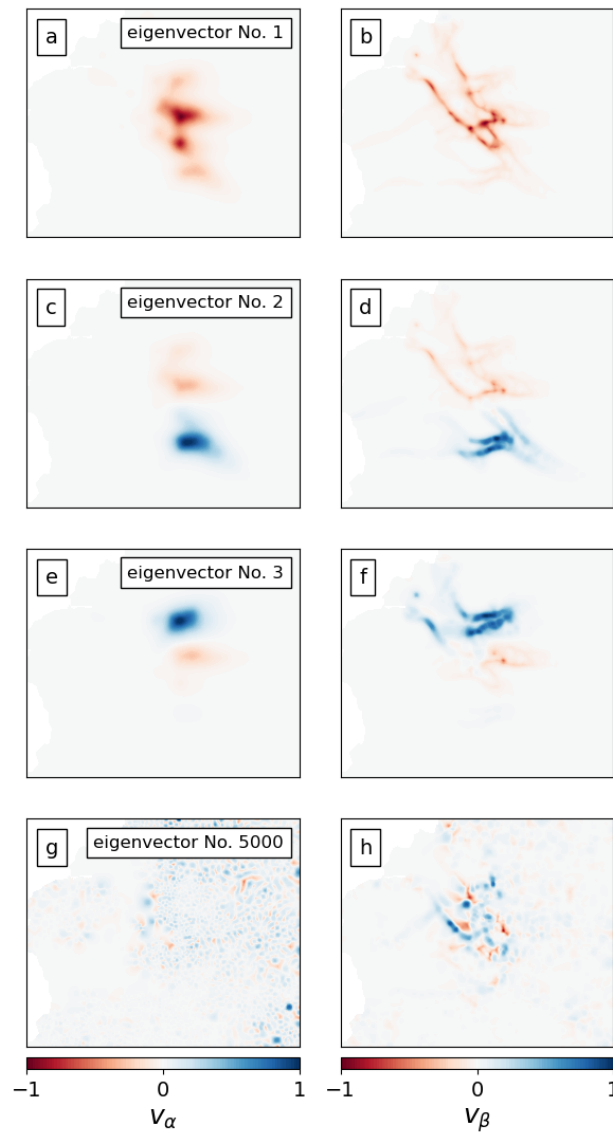 a
eigenvector No. 1
b
c
eigenvector No. 2
d
e
eigenvector No. 3
f
g
eigenvector No. 5000
h
−1 0 1
−1 0 1
vα
vβ